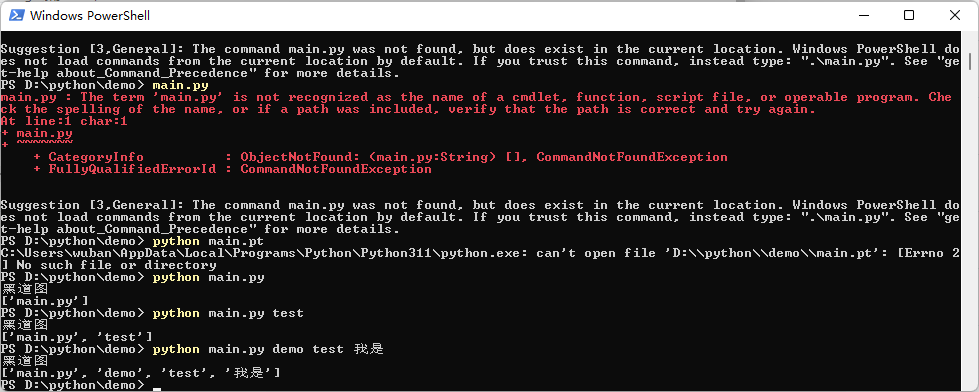 Windows PowerShell
Suggestion [3,General]: The command main.py was not found, but does exist in the current location. Windows PowerShell do
es not load commands from the current location by default. If you trust this command, instead type: ".\main.py". See "ge
t-help about_Command_Precedence" for more details.
PS D:\python\demo> main.py
main.py : The term 'main.py' is not recognized as the name of a cmdlet, function, script file, or operable program. Che
ck the spelling of the name, or if a path was included, verify that the path is correct and try again.
At line:1 char:1
+ main.py
+ ~~~~~~~
+ CategoryInfo          : ObjectNotFound: (main.py:String) [], CommandNotFoundException
+ FullyQualifiedErrorId : CommandNotFoundException
Suggestion [3,General]: The command main.py was not found, but does exist in the current location. Windows PowerShell do
es not load commands from the current location by default. If you trust this command, instead type: ".\main.py". See "ge
t-help about_Command_Precedence" for more details.
PS D:\python\demo> python main.pt
C:\Users\wuban\AppData\Local\Programs\Python\Python311\python.exe: can't open file 'D:\\python\\demo\\main.pt': [Errno 2
] No such file or directory
PS D:\python\demo> python main.py
黑道图
['main.py']
PS D:\python\demo> python main.py test
黑道图
['main.py', 'test']
PS D:\python\demo> python main.py demo test 我是
黑道图
['main.py', 'demo', 'test', '我是']
PS D:\python\demo>